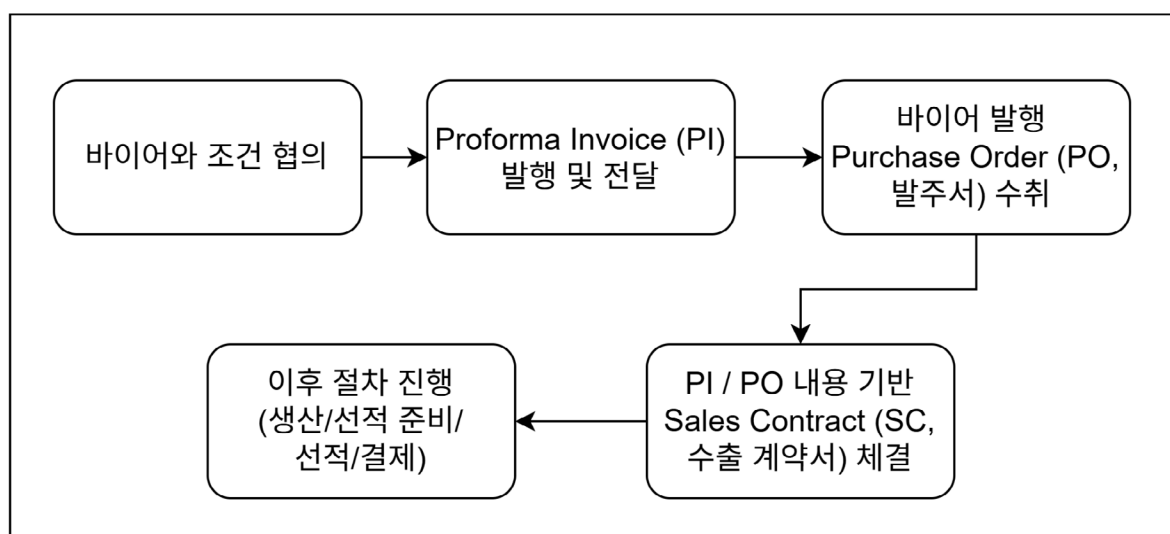 바이어와 조건 협의
Proforma Invoice (PI)
발행 및 전달
바이어 발행
Purchase Order (PO,
발주서) 수취
PI / PO 내용 기반
Sales Contract (SC,
수출 계약서) 체결
이후 절차 진행
(생산/선적 준비/
선적/결제)